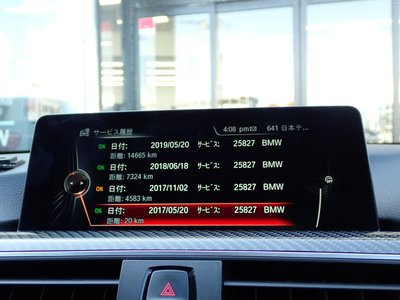 サービス履歴 4:08 pm 641 日本テ...
OK 日付: 2019/05/20 ｻｰﾋﾞｽ: 25827 BMW
距離: 14665 km
OK 日付: 2018/06/18 ｻｰﾋﾞｽ: 25827 BMW
距離: 7324 km
OK 日付: 2017/11/02 ｻｰﾋﾞｽ: 25827 BMW
距離: 4583 km
OK 日付: 2017/05/20 ｻｰﾋﾞｽ: 25827 BMW
距離: 20 km